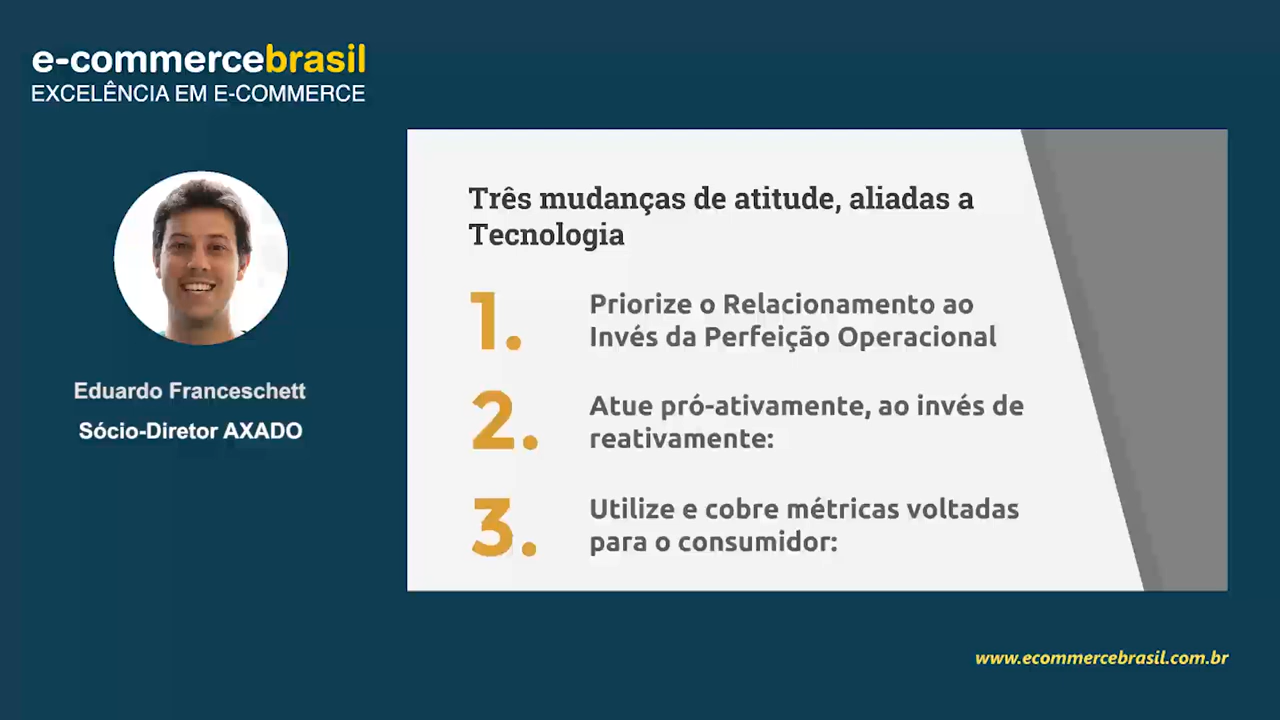 e-commercebrasil
EXCELÊNCIA EM E-COMMERCE
Eduardo Franceschett
Sócio-Diretor AXADO
Três mudanças de atitude, aliadas a
Tecnologia
1. Priorize o Relacionamento ao
Invés da Perfeição Operacional
2. Atue pró-ativamente, ao invés de
reativamente:
3. Utilize e cobre métricas voltadas
para o consumidor:
www.ecommercebrasil.com.br